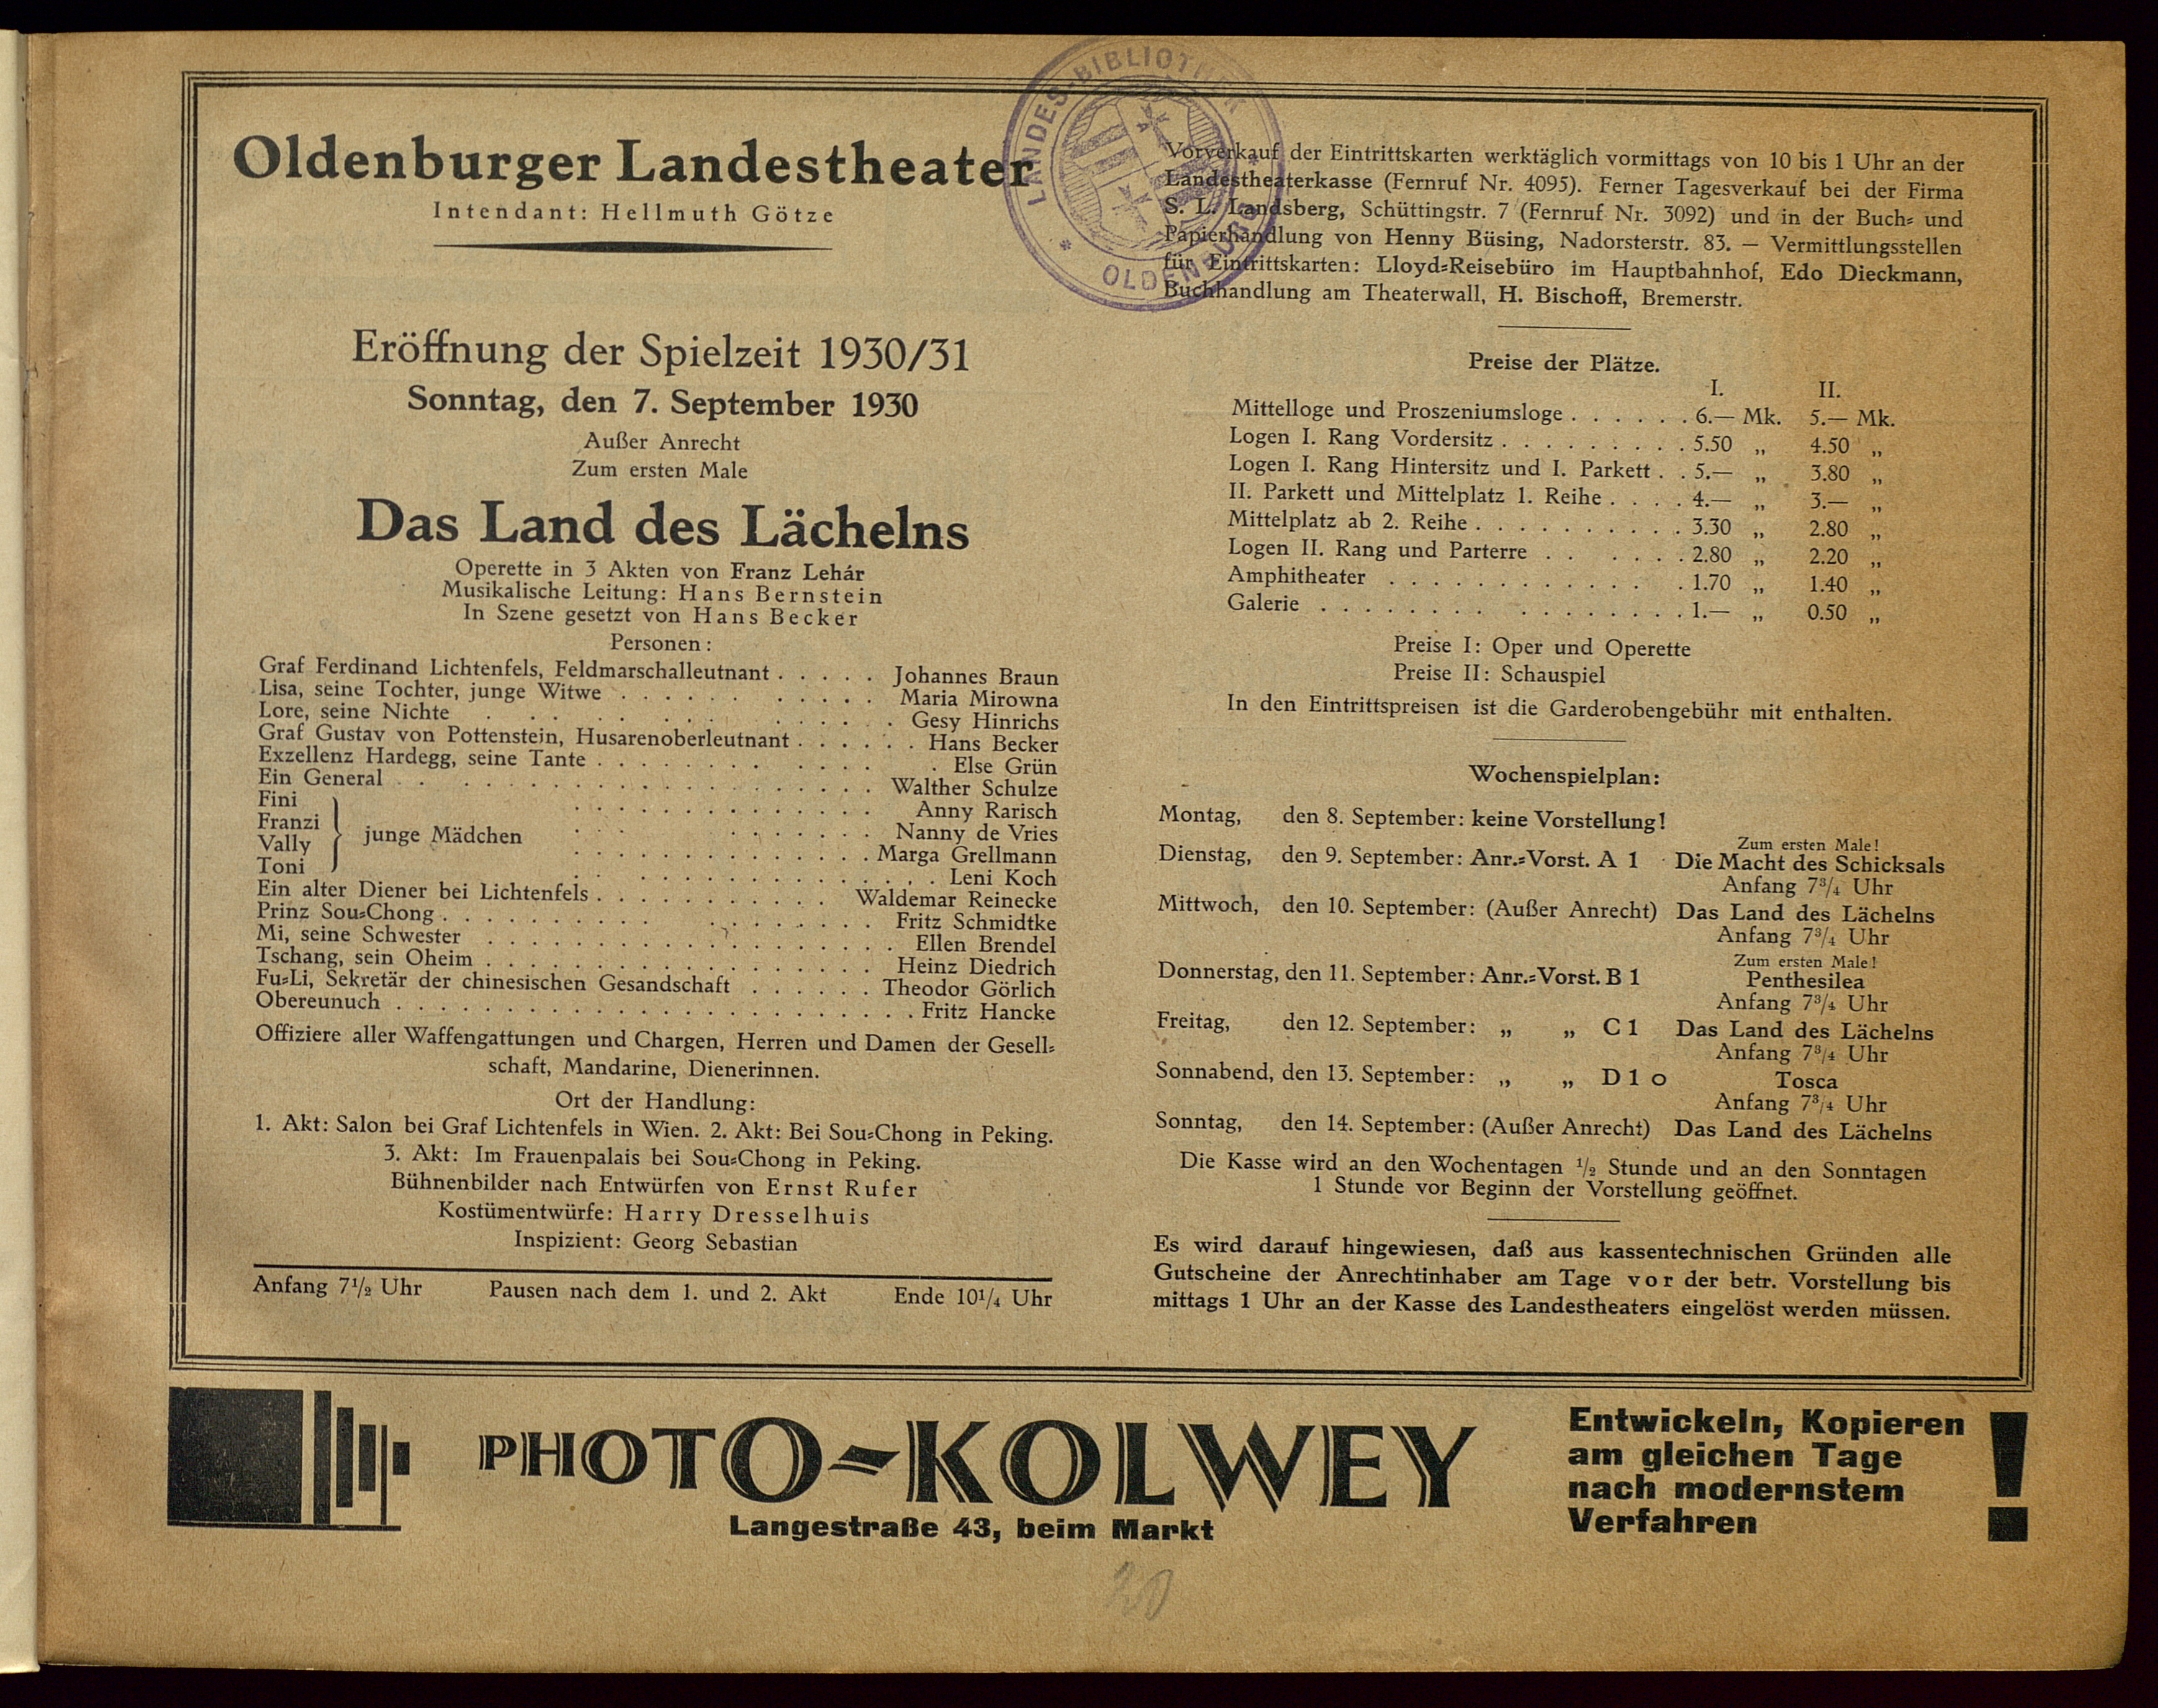 LANDES-BIBLIOTHEK
OLDENBURG
Oldenburger Landestheater
Intendant: Hellmuth Götze
Eröffnung der Spielzeit 1930/31
Sonntag, den 7. September 1930
Außer Anrecht
Zum ersten Male
Das Land des Lächelns
Operette in 3 Akten von Franz Lehár
Musikalische Leitung: Hans Bernstein
In Szene gesetzt von Hans Becker
Personen:
Graf Ferdinand Lichtenfels, Feldmarschalleutnant . . . . . Johannes Braun
Lisa, seine Tochter, junge Witwe . . . . . . . . . . . Maria Mirowna
Lore, seine Nichte . . . . . . . . . . . . Gesy Hinrichs
Graf Gustav von Pottenstein, Husarenoberleutnant . . . . . . Hans Becker
Exzellenz Hardegg, seine Tante . . . . . . . . . . . . Else Grün
Ein General . . . . . . . . . . . . . . . . . . Walther Schulze
Fini . . . . . . . . . . . . . . Anny Rarisch
Franzi . . . . . . . . . . Nanny de Vries
junge Mädchen
Vally . . . . . . . . . . . . . . Marga Grellmann
Toni . . . . . . . . . . . . . . . . Leni Koch
Ein alter Diener bei Lichtenfels . . . . . . . . . . . Waldemar Reinecke
Prinz Sou-Chong . . . . . . . . . . . . . . . . . Fritz Schmidtke
Mi, seine Schwester . . . . . . . . . . . . . . . . . . . Ellen Brendel
Tschang, sein Oheim . . . . . . . . . . . . . . . . . . Heinz Diedrich
Fu-Li, Sekretär der chinesischen Gesandschaft . . . . . . Theodor Görlich
Obereunuch . . . . . . . . . . . . . . . . . . . . . . . Fritz Hancke
Offiziere aller Waffengattungen und Chargen, Herren und Damen der Gesell-
schaft, Mandarine, Dienerinnen.
Ort der Handlung:
1. Akt: Salon bei Graf Lichtenfels in Wien. 2. Akt: Bei Sou-Chong in Peking.
3. Akt: Im Frauenpalais bei Sou-Chong in Peking.
Bühnenbilder nach Entwürfen von Ernst Rufer
Kostümentwürfe: Harry Dresselhuis
Inspizient: Georg Sebastian
Anfang 7½ Uhr Pausen nach dem 1. und 2. Akt Ende 10¼ Uhr
Vorverkauf der Eintrittskarten werktäglich vormittags von 10 bis 1 Uhr an der
Landestheaterkasse (Fernruf Nr. 4095). Ferner Tagesverkauf bei der Firma
S. L. Landsberg, Schüttingstr. 7 (Fernruf Nr. 3092) und in der Buch- und
Papierhandlung von Henny Büsing, Nadorsterstr. 83. — Vermittlungsstellen
für Eintrittskarten: Lloyd-Reisebüro im Hauptbahnhof, Edo Dieckmann,
Buchhandlung am Theaterwall, H. Bischoff, Bremerstr.
Preise der Plätze.
I. II.
Mittelloge und Proszeniumsloge . . . . . . 6.— Mk. 5.— Mk.
Logen I. Rang Vordersitz . . . . . . . . . 5.50 „ 4.50 „
Logen I. Rang Hintersitz und I. Parkett . . 5.— „ 3.80 „
II. Parkett und Mittelplatz 1. Reihe . . . . 4.— „ 3.— „
Mittelplatz ab 2. Reihe . . . . . . . . . . 3.30 „ 2.80 „
Logen II. Rang und Parterre . . . . . . 2.80 „ 2.20 „
Amphitheater . . . . . . . . . . . . . 1.70 „ 1.40 „
Galerie . . . . . . . . . . . . . . . . 1.— „ 0.50 „
Preise I: Oper und Operette
Preise II: Schauspiel
In den Eintrittspreisen ist die Garderobengebühr mit enthalten.
Wochenspielplan:
Montag, den 8. September: keine Vorstellung!
Zum ersten Male!
Dienstag, den 9. September: Anr.-Vorst. A 1 Die Macht des Schicksals
Anfang 7¾ Uhr
Mittwoch, den 10. September: (Außer Anrecht) Das Land des Lächelns
Anfang 7¾ Uhr
Zum ersten Male!
Donnerstag, den 11. September: Anr.-Vorst. B 1 Penthesilea
Anfang 7¾ Uhr
Freitag, den 12. September: „ „ C 1 Das Land des Lächelns
Anfang 7¾ Uhr
Sonnabend, den 13. September: „ „ D 1 o Tosca
Anfang 7¾ Uhr
Sonntag, den 14. September: (Außer Anrecht) Das Land des Lächelns
Die Kasse wird an den Wochentagen ½ Stunde und an den Sonntagen
1 Stunde vor Beginn der Vorstellung geöffnet.
Es wird darauf hingewiesen, daß aus kassentechnischen Gründen alle
Gutscheine der Anrechtinhaber am Tage vor der betr. Vorstellung bis
mittags 1 Uhr an der Kasse des Landestheaters eingelöst werden müssen.
PHOTO-KOLWEY
Langestraße 43, beim Markt
Entwickeln, Kopieren
am gleichen Tage
nach modernstem
Verfahren !
20